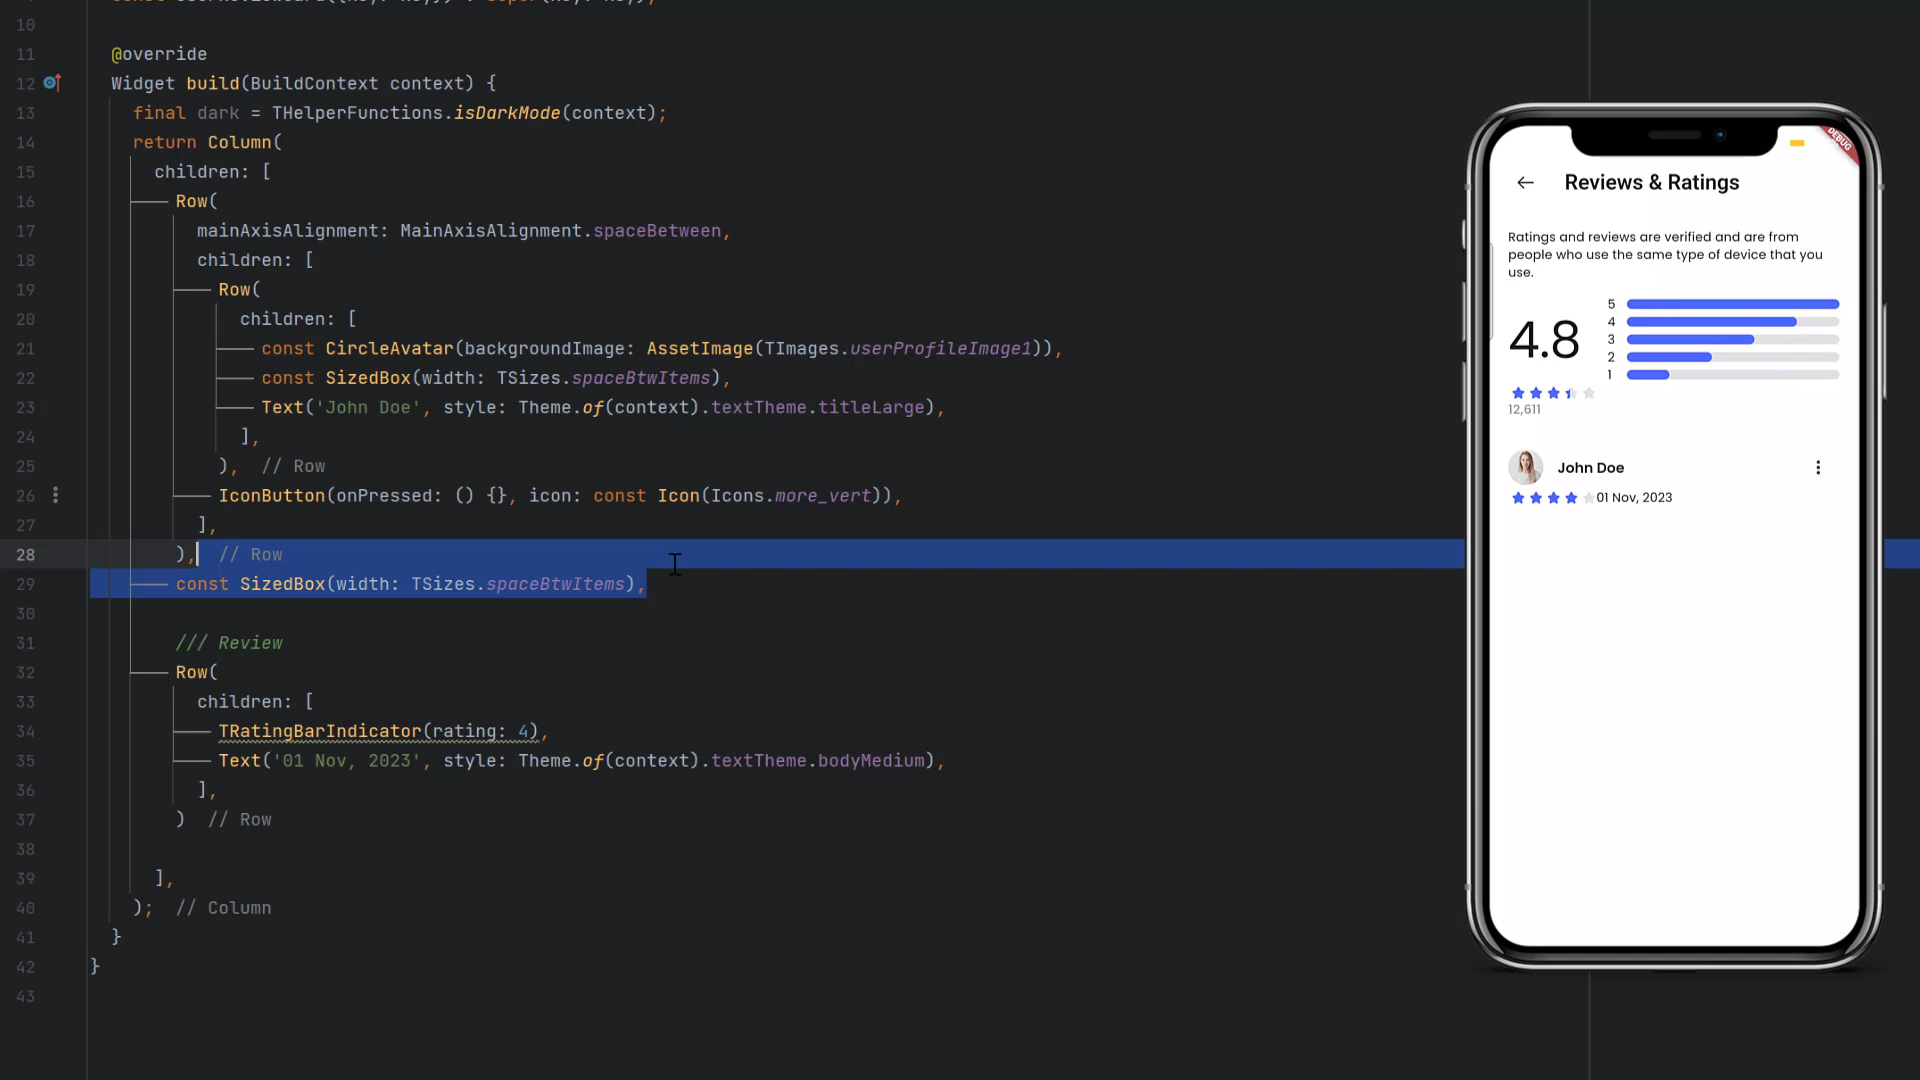 10
11 @override
12 Widget build(BuildContext context) {
13 final dark = THelperFunctions.isDarkMode(context);
14 return Column(
15 children: [
16 Row(
17 mainAxisAlignment: MainAxisAlignment.spaceBetween,
18 children: [
19 Row(
20 children: [
21 const CircleAvatar(backgroundImage: AssetImage(TImages.userProfileImage1)),
22 const SizedBox(width: TSizes.spaceBtwItems),
23 Text('John Doe', style: Theme.of(context).textTheme.titleLarge),
24 ],
25 ), // Row
26 IconButton(onPressed: () {}, icon: const Icon(Icons.more_vert)),
27 ],
28 ), // Row
29 const SizedBox(width: TSizes.spaceBtwItems),
30
31 /// Review
32 Row(
33 children: [
34 TRatingBarIndicator(rating: 4),
35 Text('01 Nov, 2023', style: Theme.of(context).textTheme.bodyMedium),
36 ],
37 ) // Row
38
39 ],
40 ); // Column
41 }
42 }
43
DEBUG
Reviews & Ratings
Ratings and reviews are verified and are from
people who use the same type of device that you
use.
4.8
5
4
3
2
1
12,611
John Doe
01 Nov, 2023